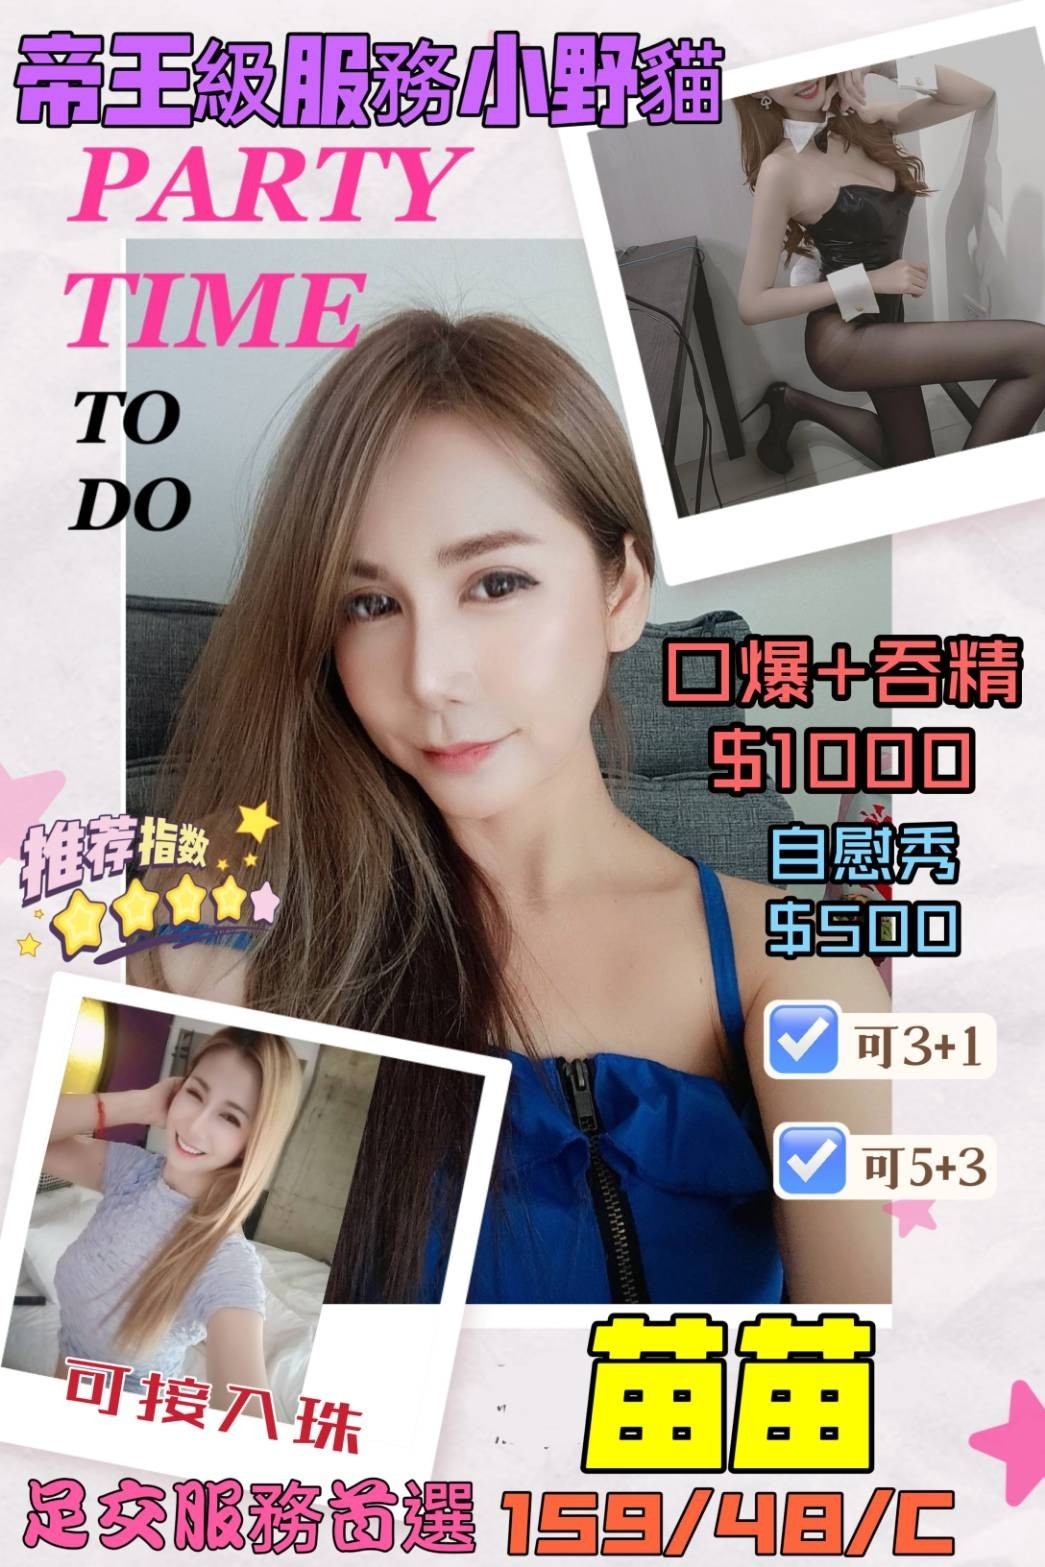 帝王級服務小野貓
PARTY
TIME
TO
DO
口爆+吞精
$1000
自慰秀
$500
推荐指数
可3+1
可5+3
苗苗
可接入珠
足交服務首選
159/48/C